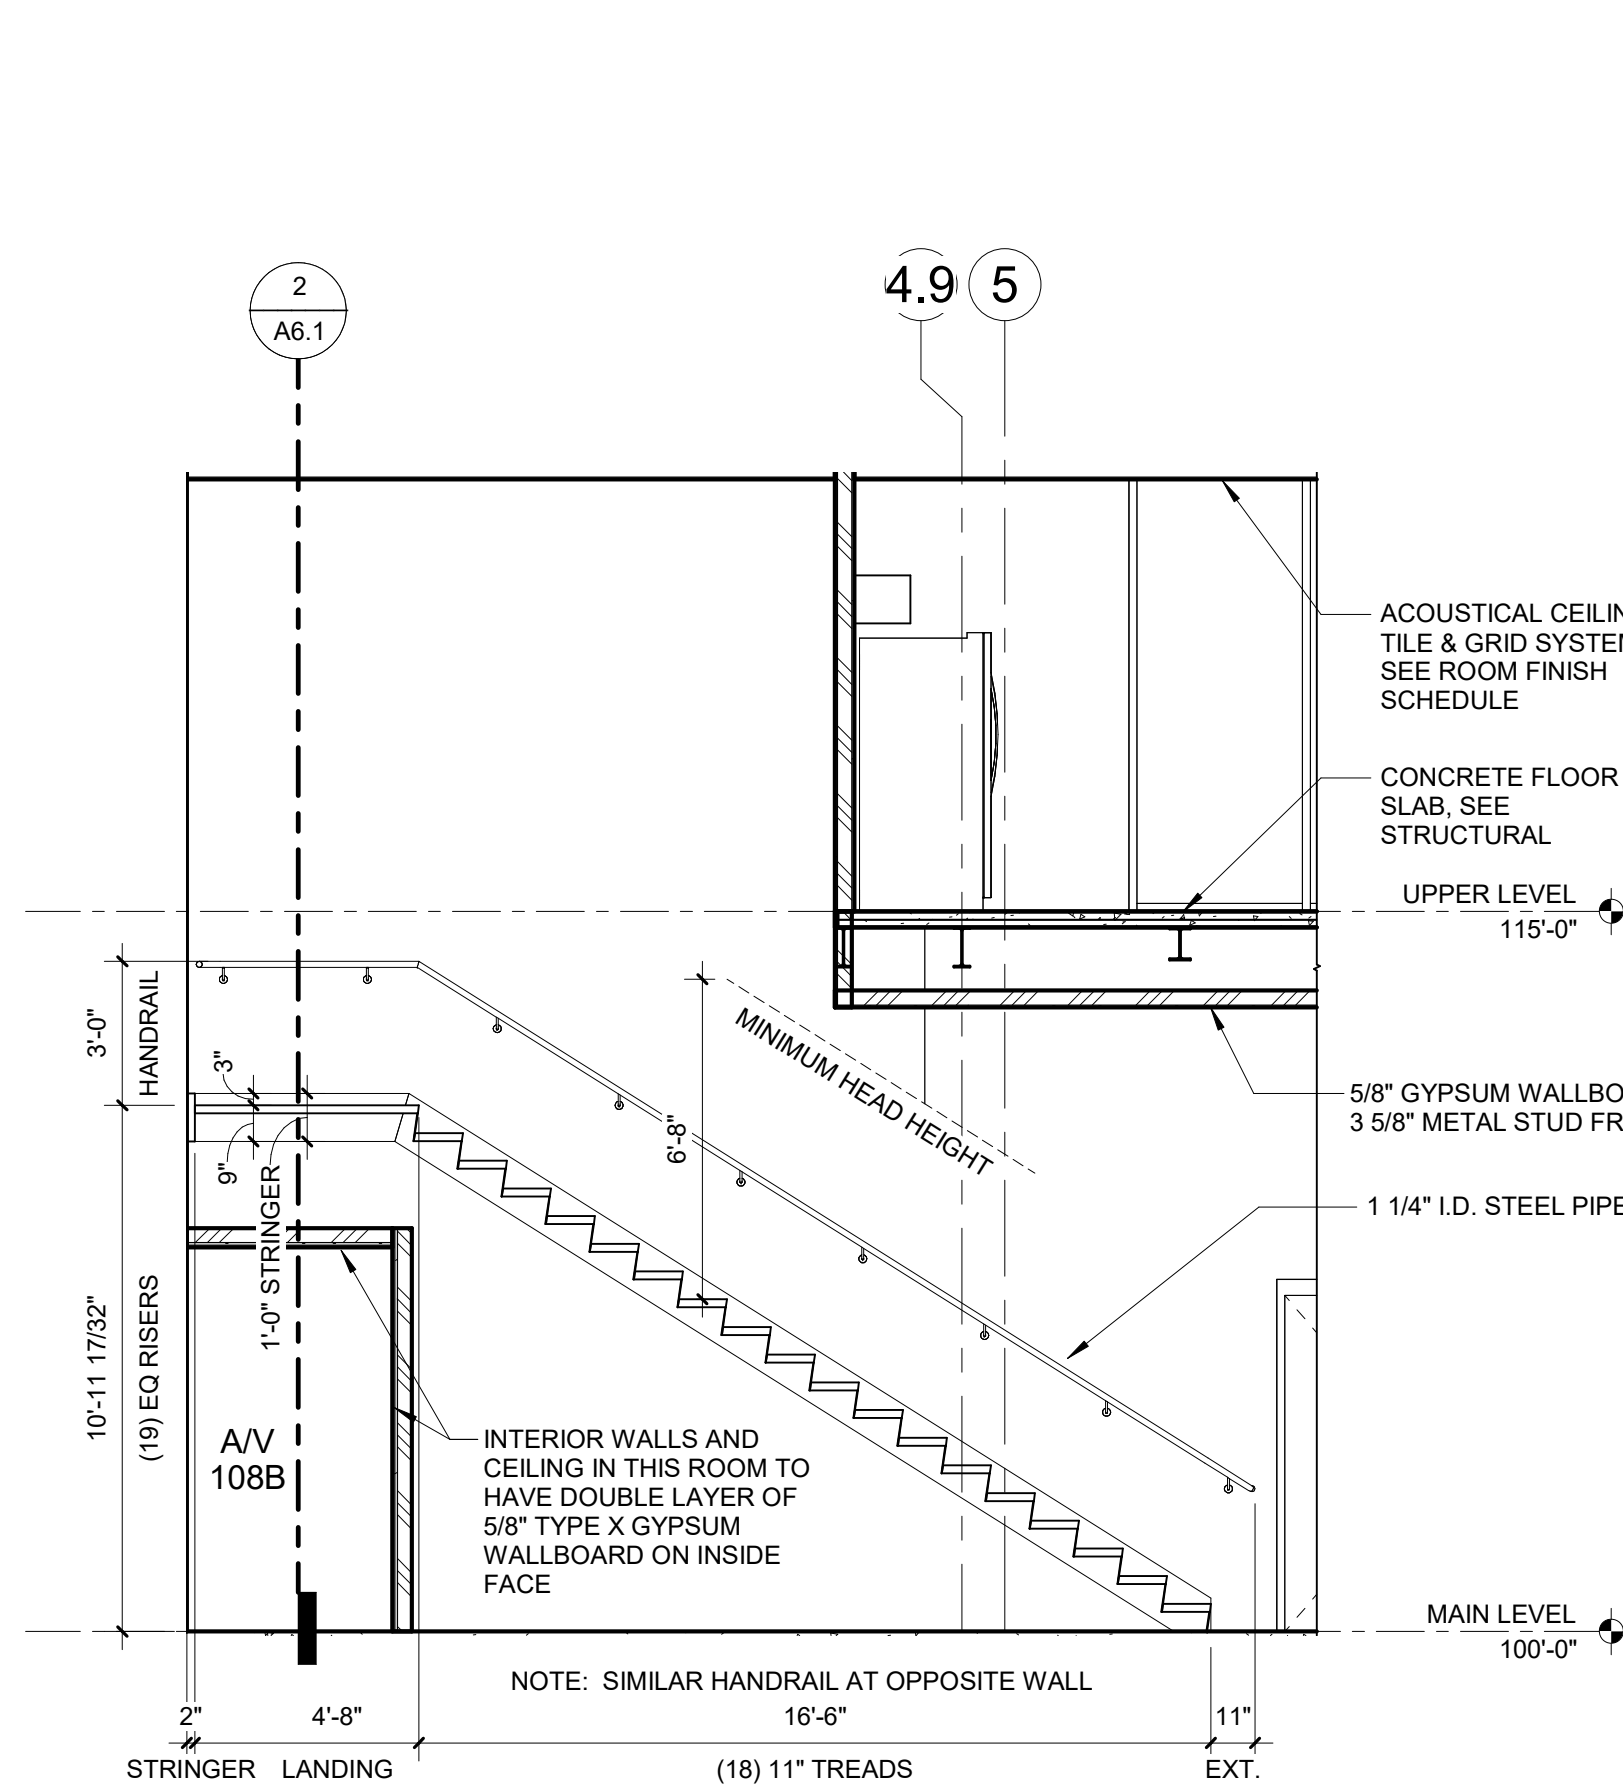 2
A6.1
4.9
5
ACOUSTICAL CEILIN
TILE & GRID SYSTEM
SEE ROOM FINISH
SCHEDULE
CONCRETE FLOOR
SLAB, SEE
STRUCTURAL
UPPER LEVEL
115'-0"
3'-0"
HANDRAIL
3"
9"
1'-0" STRINGER
6'-8"
MINIMUM HEAD HEIGHT
5/8" GYPSUM WALLBO
3 5/8" METAL STUD FR
1 1/4" I.D. STEEL PIPE
10'-11 17/32"
(19) EQ RISERS
A/V
108B
INTERIOR WALLS AND
CEILING IN THIS ROOM TO
HAVE DOUBLE LAYER OF
5/8" TYPE X GYPSUM
WALLBOARD ON INSIDE
FACE
MAIN LEVEL
100'-0"
NOTE: SIMILAR HANDRAIL AT OPPOSITE WALL
2"
4'-8"
16'-6"
11"
STRINGER
LANDING
(18) 11" TREADS
EXT.